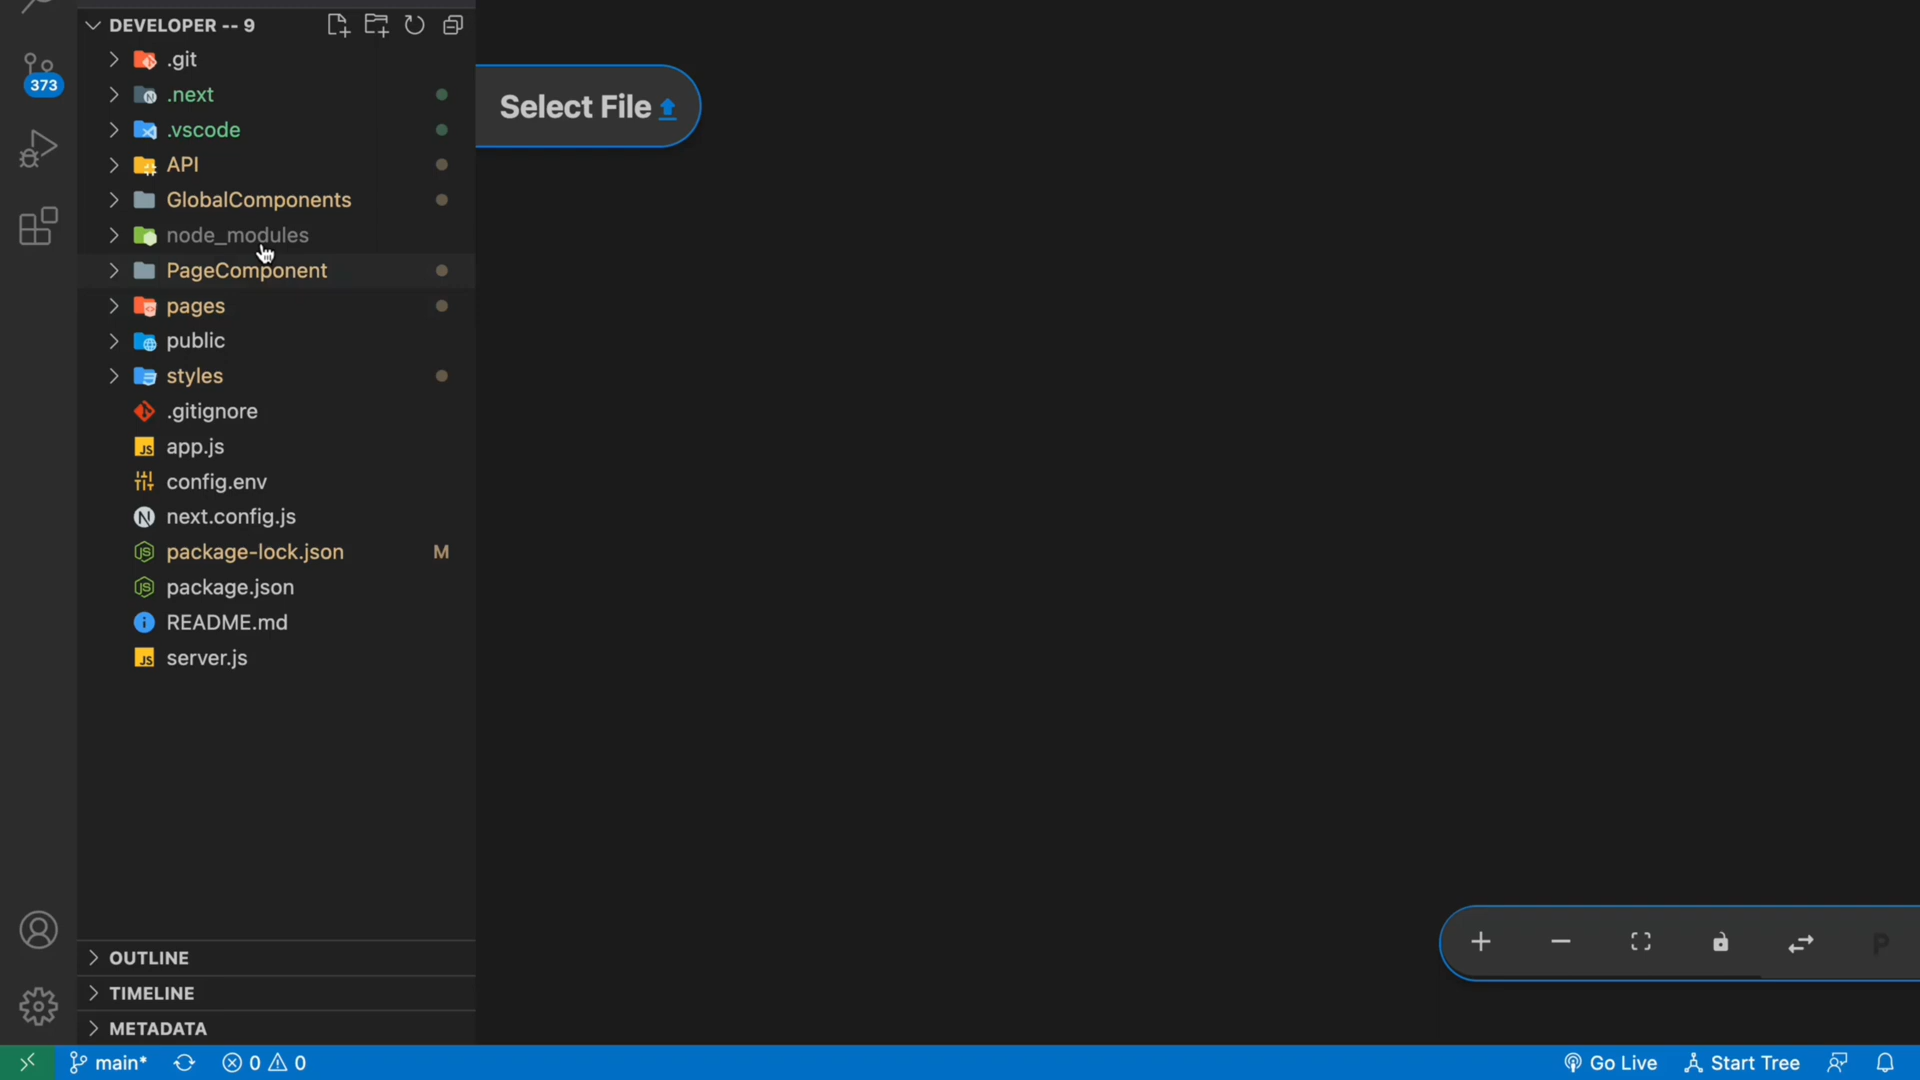 DEVELOPER -- 9
.git
373
.next
Select File
.vscode
API
GlobalComponents
node_modules
PageComponent
pages
public
styles
.gitignore
app.js
config.env
next.config.js
package-lock.json M
package.json
README.md
server.js
P
OUTLINE
TIMELINE
METADATA
main* 0 0 Go Live Start Tree